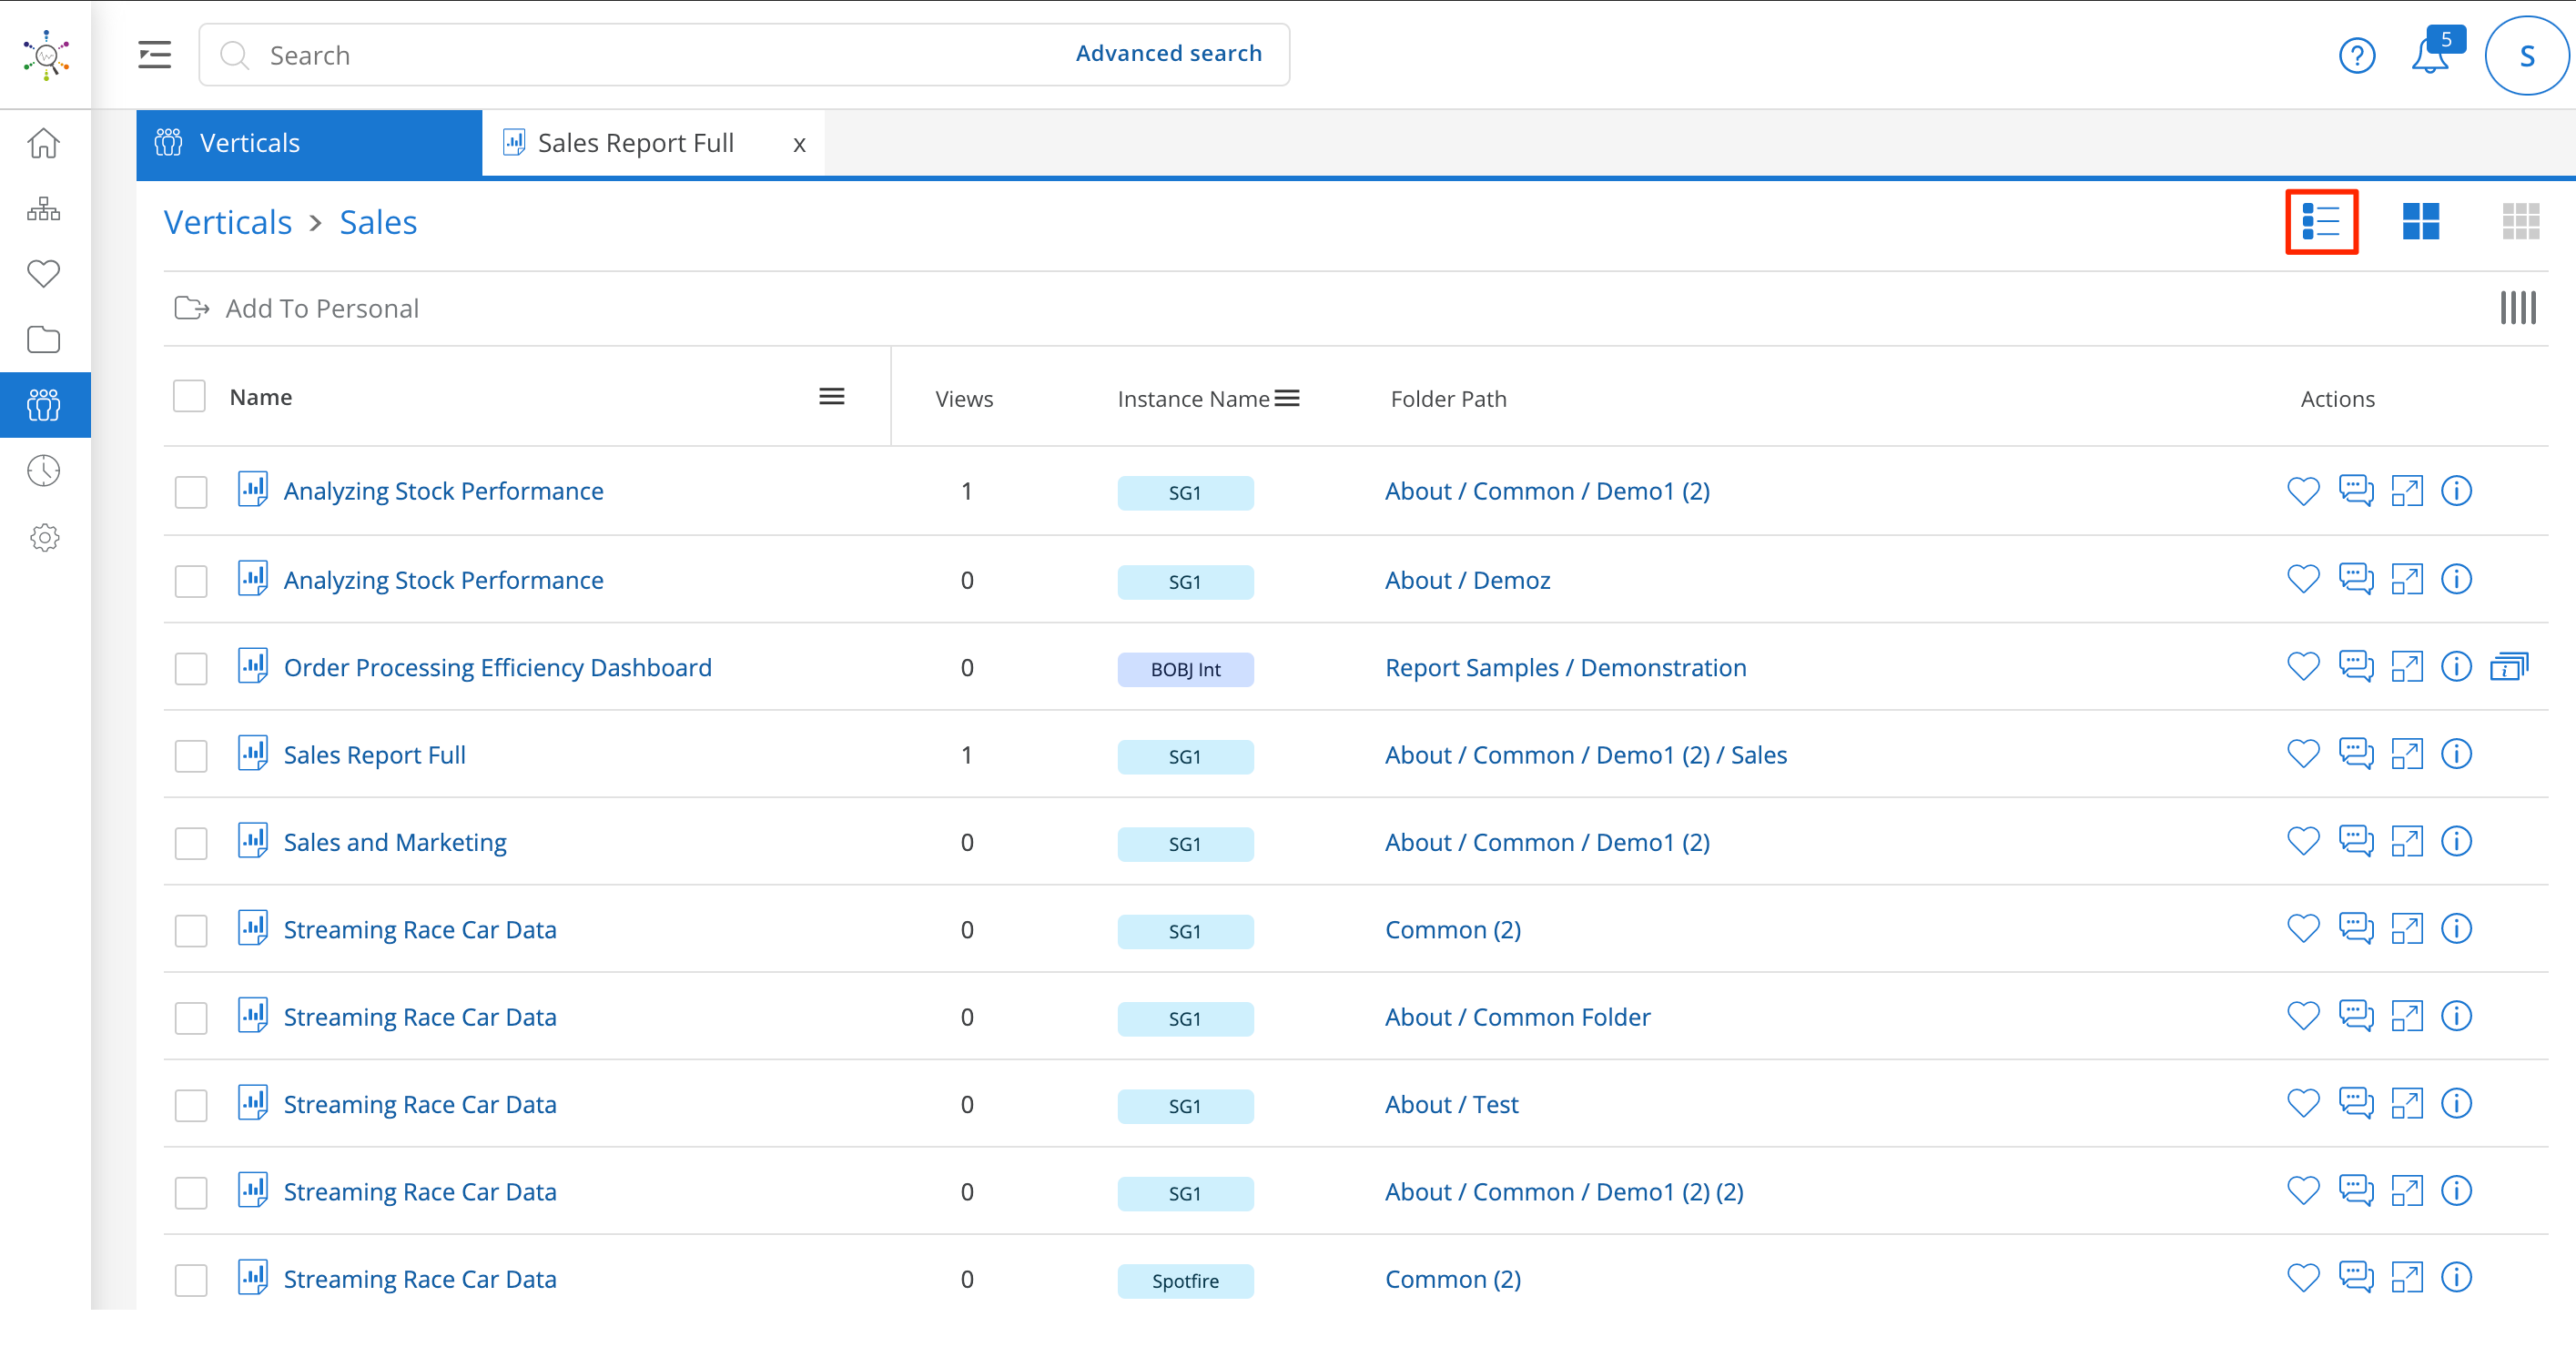 Search Advanced search ? 5 S
Verticals Sales Report Full x
Verticals > Sales
Add To Personal
Name Views Instance Name Folder Path Actions
Analyzing Stock Performance 1 SG1 About / Common / Demo1 (2)
Analyzing Stock Performance 0 SG1 About / Demoz
Order Processing Efficiency Dashboard 0 BOBJ Int Report Samples / Demonstration
Sales Report Full 1 SG1 About / Common / Demo1 (2) / Sales
Sales and Marketing 0 SG1 About / Common / Demo1 (2)
Streaming Race Car Data 0 SG1 Common (2)
Streaming Race Car Data 0 SG1 About / Common Folder
Streaming Race Car Data 0 SG1 About / Test
Streaming Race Car Data 0 SG1 About / Common / Demo1 (2) (2)
Streaming Race Car Data 0 Spotfire Common (2)